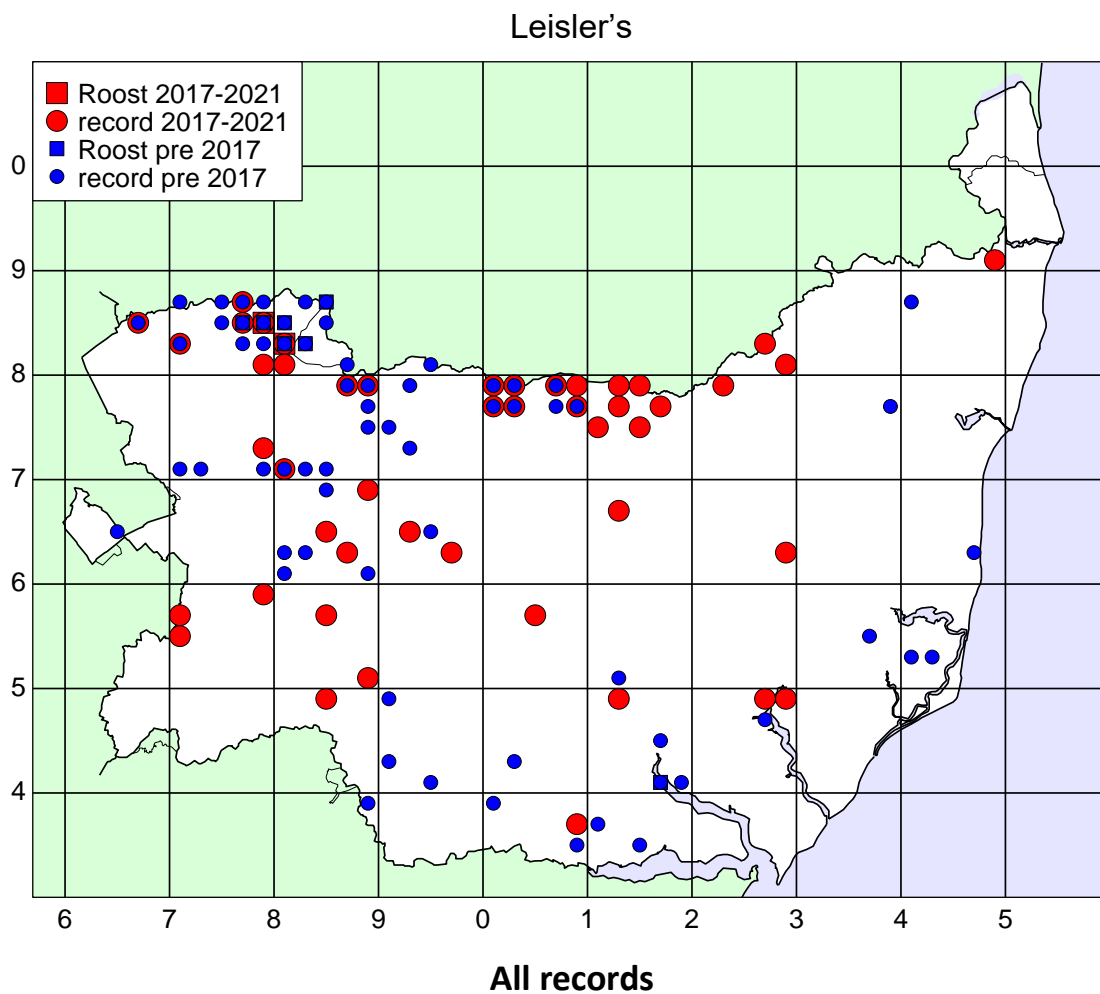 Leisler's
Roost 2017-2021
record 2017-2021
Roost pre 2017
record pre 2017
0
9
8
7
6
5
4
6 7 8 9 0 1 2 3 4 5
All records